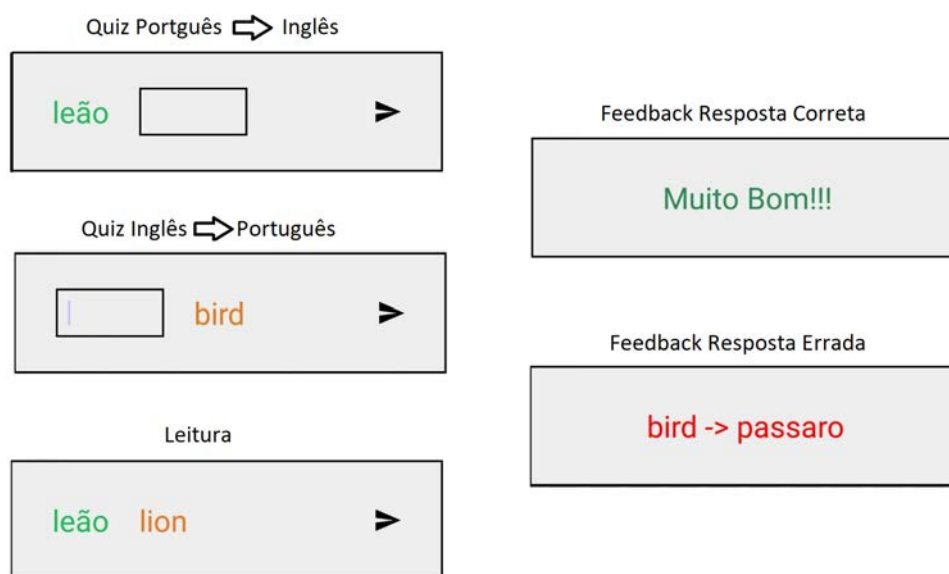 Quiz Portguês Inglês
leão
Quiz Inglês Português
bird
Leitura
leão lion
Feedback Resposta Correta
Muito Bom!!!
Feedback Resposta Errada
bird -> passaro